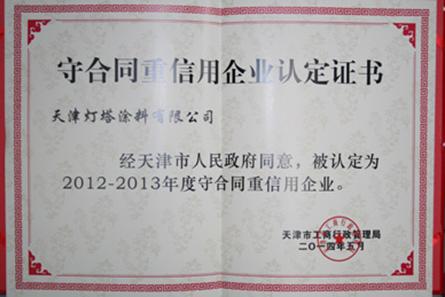 守合同重信用企业认定证书
天津灯塔涂料有限公司
经天津市人民政府同意，被认定为
2012-2013年度守合同重信用企业。
天津市工商行政管理局
二〇一四年五月